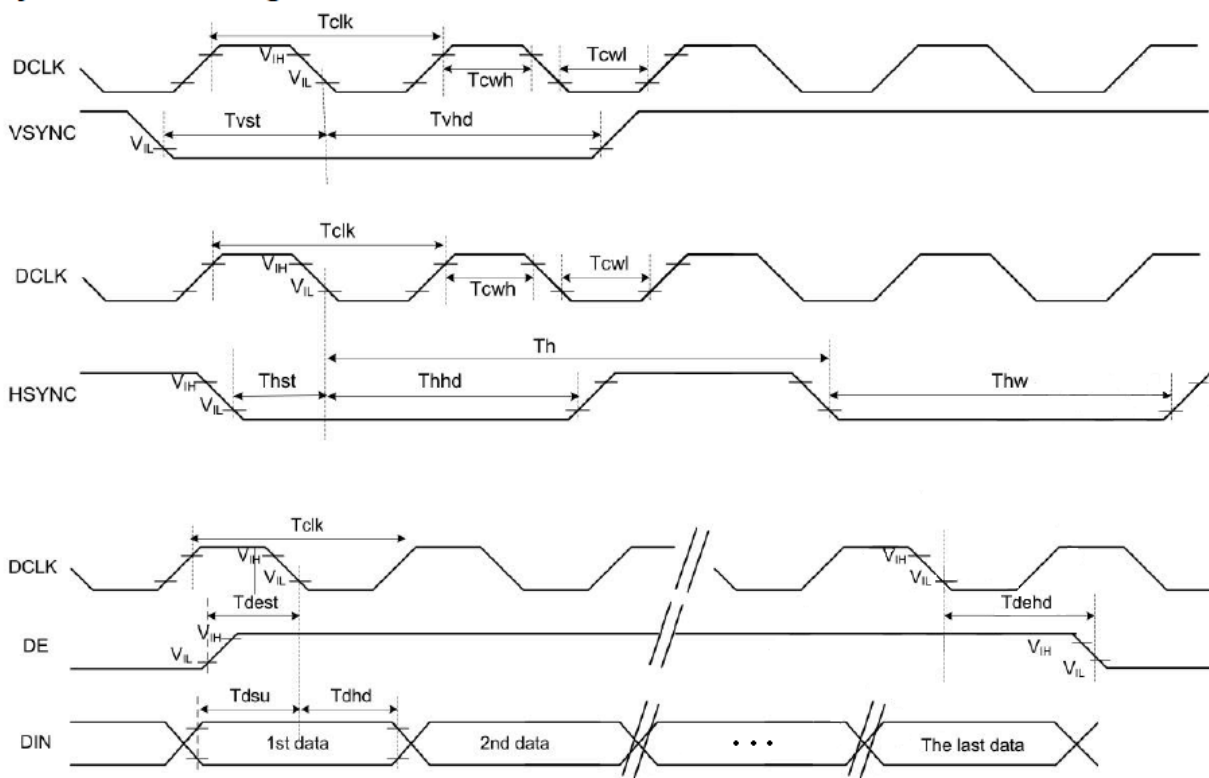 Tclk
DCLK
VIH
VIL
Tcwh
Tcwl
VSYNC
VIL
Tvst
Tvhd
Tclk
DCLK
VIH
VIL
Tcwh
Tcwl
Th
HSYNC
VIH
VIL
Thst
Thhd
Thw
Tclk
DCLK
VIH
VIL
VIH
VIL
Tdest
Tdehd
DE
VIH
VIL
VIH
VIL
Tdsu
Tdhd
DIN
1st data
2nd data
• • •
The last data